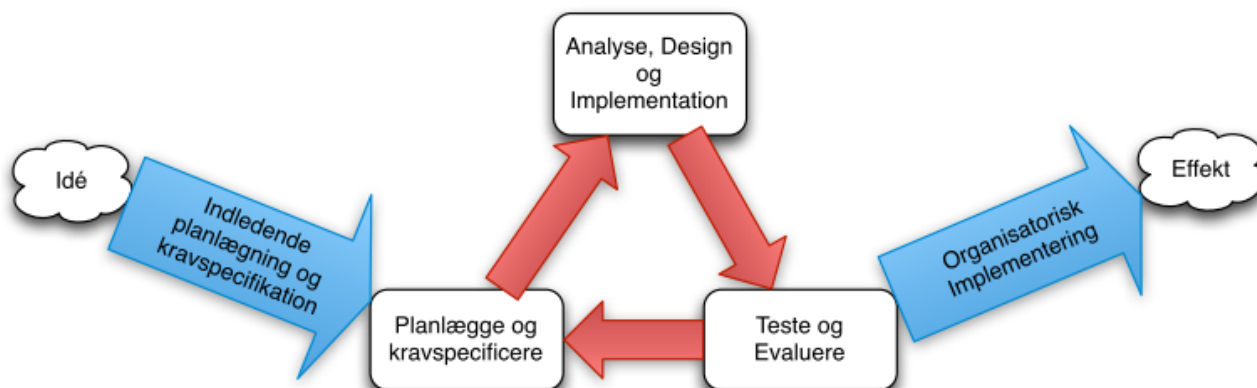 Analyse, Design
og
Implementation
Idé
Indledende
planlægning og
kravspecifikation
Effekt
Organisatorisk
Implementering
Planlægge og
kravspecificere
Teste og
Evaluere